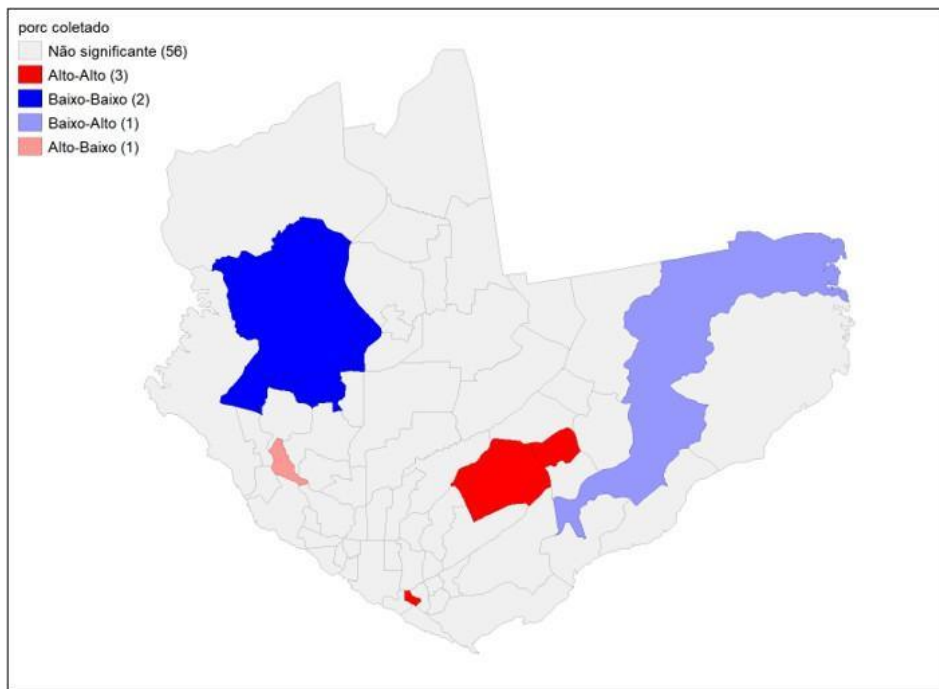 porc coletado
Não significante (56)
Alto-Alto (3)
Baixo-Baixo (2)
Baixo-Alto (1)
Alto-Baixo (1)